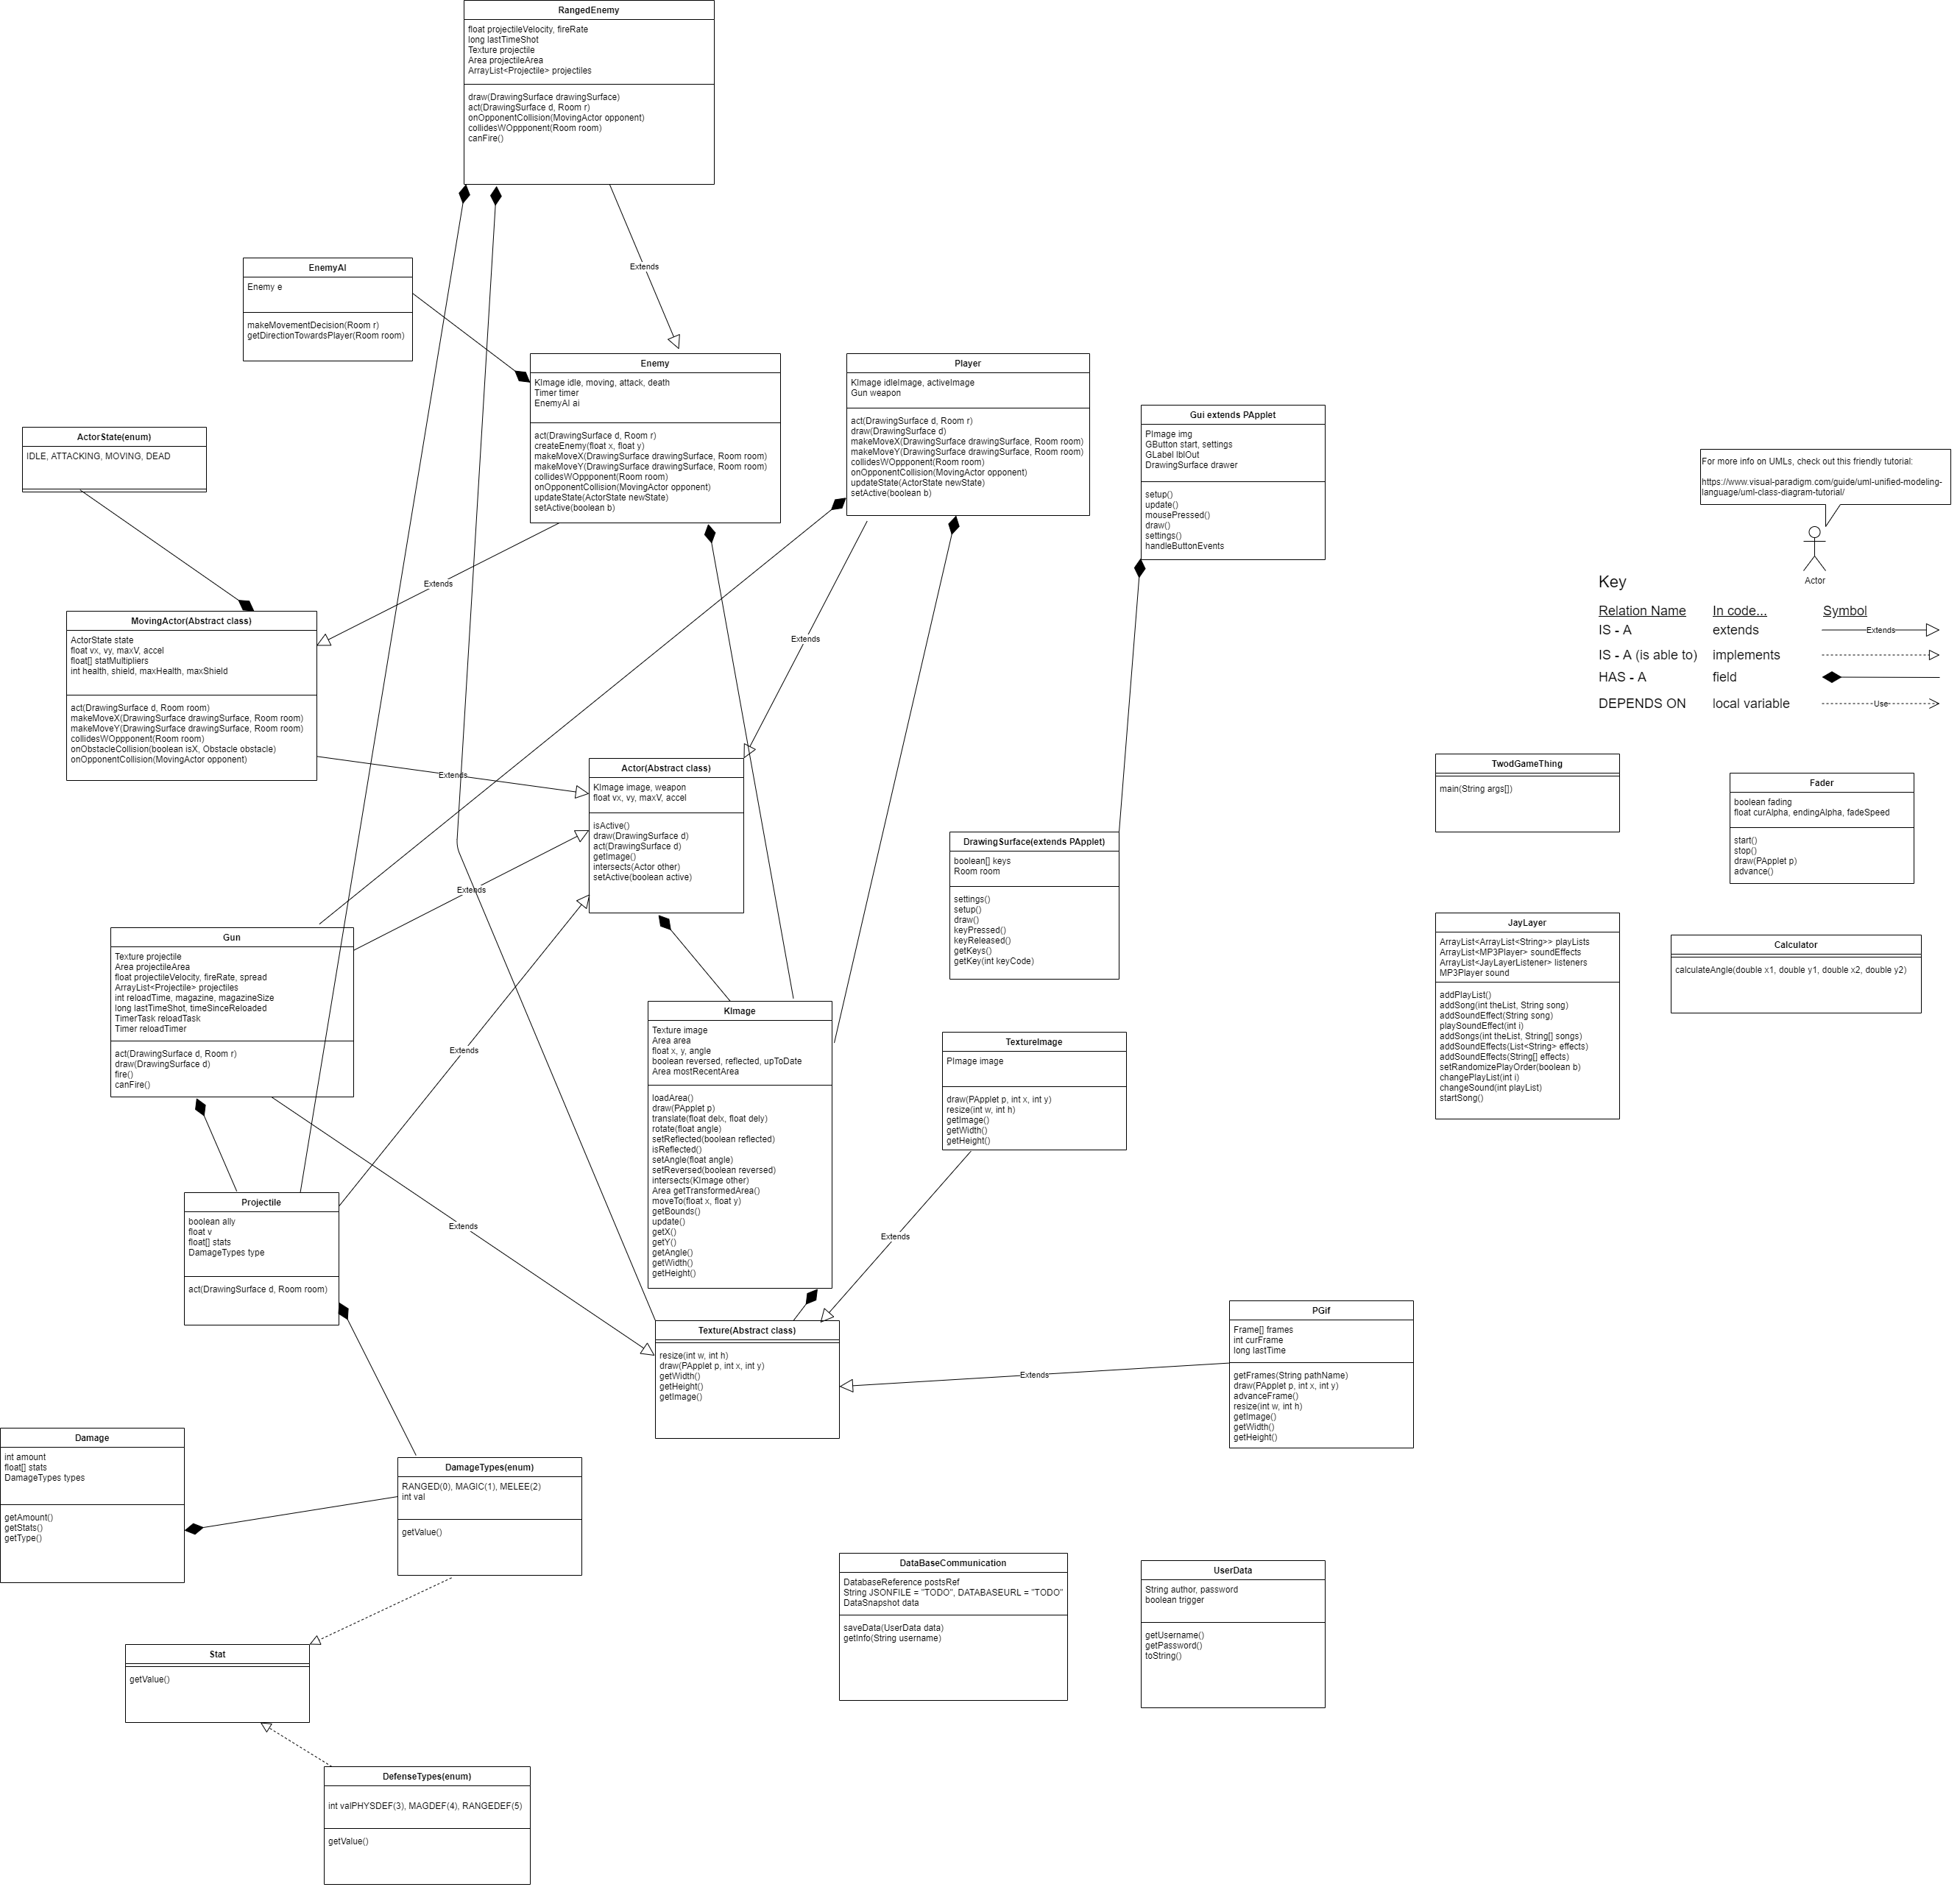 RangedEnemy
float projectileVelocity, fireRate
long lastTimeShot
Texture projectile
Area projectileArea
ArrayList<Projectile> projectiles
draw(DrawingSurface drawingSurface)
act(DrawingSurface d, Room r)
onOpponentCollision(MovingActor opponent)
collidesWOppponent(Room room)
canFire()
Extends
EnemyAI
Enemy e
makeMovementDecision(Room r)
getDirectionTowardsPlayer(Room room)
Enemy
KImage idle, moving, attack, death
Timer timer
EnemyAI ai
act(DrawingSurface d, Room r)
createEnemy(float x, float y)
makeMoveX(DrawingSurface drawingSurface, Room room)
makeMoveY(DrawingSurface drawingSurface, Room room)
collidesWOppponent(Room room)
onOpponentCollision(MovingActor opponent)
updateState(ActorState newState)
setActive(boolean b)
Player
KImage idleImage, activeImage
Gun weapon
act(DrawingSurface d, Room r)
draw(DrawingSurface d)
makeMoveX(DrawingSurface drawingSurface, Room room)
makeMoveY(DrawingSurface drawingSurface, Room room)
collidesWOppponent(Room room)
onOpponentCollision(MovingActor opponent)
updateState(ActorState newState)
setActive(boolean b)
Gui extends PApplet
PImage img
GButton start, settings
GLabel lblOut
DrawingSurface drawer
setup()
update()
mousePressed()
draw()
settings()
handleButtonEvents
ActorState(enum)
IDLE, ATTACKING, MOVING, DEAD
For more info on UMLs, check out this friendly tutorial:
https://www.visual-paradigm.com/guide/uml-unified-modeling-
language/uml-class-diagram-tutorial/
Actor
Key
Relation Name In code... Symbol
IS - A extends Extends
IS - A (is able to) implements
HAS - A field
DEPENDS ON local variable Use
Extends
Extends
MovingActor(Abstract class)
ActorState state
float vx, vy, maxV, accel
float[] statMultipliers
int health, shield, maxHealth, maxShield
act(DrawingSurface d, Room room)
makeMoveX(DrawingSurface drawingSurface, Room room)
makeMoveY(DrawingSurface drawingSurface, Room room)
collidesWOppponent(Room room)
onObstacleCollision(boolean isX, Obstacle obstacle)
onOpponentCollision(MovingActor opponent)
Extends
Actor(Abstract class)
KImage image, weapon
float vx, vy, maxV, accel
isActive()
draw(DrawingSurface d)
act(DrawingSurface d)
getImage()
intersects(Actor other)
setActive(boolean active)
Extends
TwodGameThing
main(String args[])
Fader
boolean fading
float curAlpha, endingAlpha, fadeSpeed
start()
stop()
draw(PApplet p)
advance()
DrawingSurface(extends PApplet)
boolean[] keys
Room room
settings()
setup()
draw()
keyPressed()
keyReleased()
getKeys()
getKey(int keyCode)
JayLayer
ArrayList<ArrayList<String>> playLists
ArrayList<MP3Player> soundEffects
ArrayList<JayLayerListener> listeners
MP3Player sound
addPlayList()
addSong(int theList, String song)
addSoundEffect(String song)
playSoundEffect(int i)
addSongs(int theList, String[] songs)
addSoundEffects(List<String> effects)
addSoundEffects(String[] effects)
setRandomizePlayOrder(boolean b)
changePlayList(int i)
changeSound(int playList)
startSong()
Calculator
calculateAngle(double x1, double y1, double x2, double y2)
Gun
Texture projectile
Area projectileArea
float projectileVelocity, fireRate, spread
ArrayList<Projectile> projectiles
int reloadTime, magazine, magazineSize
long lastTimeShot, timeSinceReloaded
TimerTask reloadTask
Timer reloadTimer
act(DrawingSurface d, Room r)
draw(DrawingSurface d)
fire()
canFire()
Extends
KImage
Texture image
Area area
float x, y, angle
boolean reversed, reflected, upToDate
Area mostRecentArea
loadArea()
draw(PApplet p)
translate(float delx, float dely)
rotate(float angle)
setReflected(boolean reflected)
isReflected()
setAngle(float angle)
setReversed(boolean reversed)
intersects(KImage other)
Area getTransformedArea()
moveTo(float x, float y)
getBounds()
update()
getX()
getY()
getAngle()
getWidth()
getHeight()
TextureImage
PImage image
draw(PApplet p, int x, int y)
resize(int w, int h)
getImage()
getWidth()
getHeight()
Projectile
boolean ally
float v
float[] stats
DamageTypes type
act(DrawingSurface d, Room room)
Extends
Extends
Texture(Abstract class)
resize(int w, int h)
draw(PApplet p, int x, int y)
getWidth()
getHeight()
getImage()
Extends
PGif
Frame[] frames
int curFrame
long lastTime
getFrames(String pathName)
draw(PApplet p, int x, int y)
advanceFrame()
resize(int w, int h)
getImage()
getWidth()
getHeight()
Damage
int amount
float[] stats
DamageTypes types
getAmount()
getStats()
getType()
DamageTypes(enum)
RANGED(0), MAGIC(1), MELEE(2)
int val
getValue()
DataBaseCommunication
DatabaseReference postsRef
String JSONFILE = "TODO", DATABASEURL = "TODO"
DataSnapshot data
saveData(UserData data)
getInfo(String username)
UserData
String author, password
boolean trigger
getUsername()
getPassword()
toString()
Stat
getValue()
DefenseTypes(enum)
int valPHYSDEF(3), MAGDEF(4), RANGEDEF(5)
getValue()